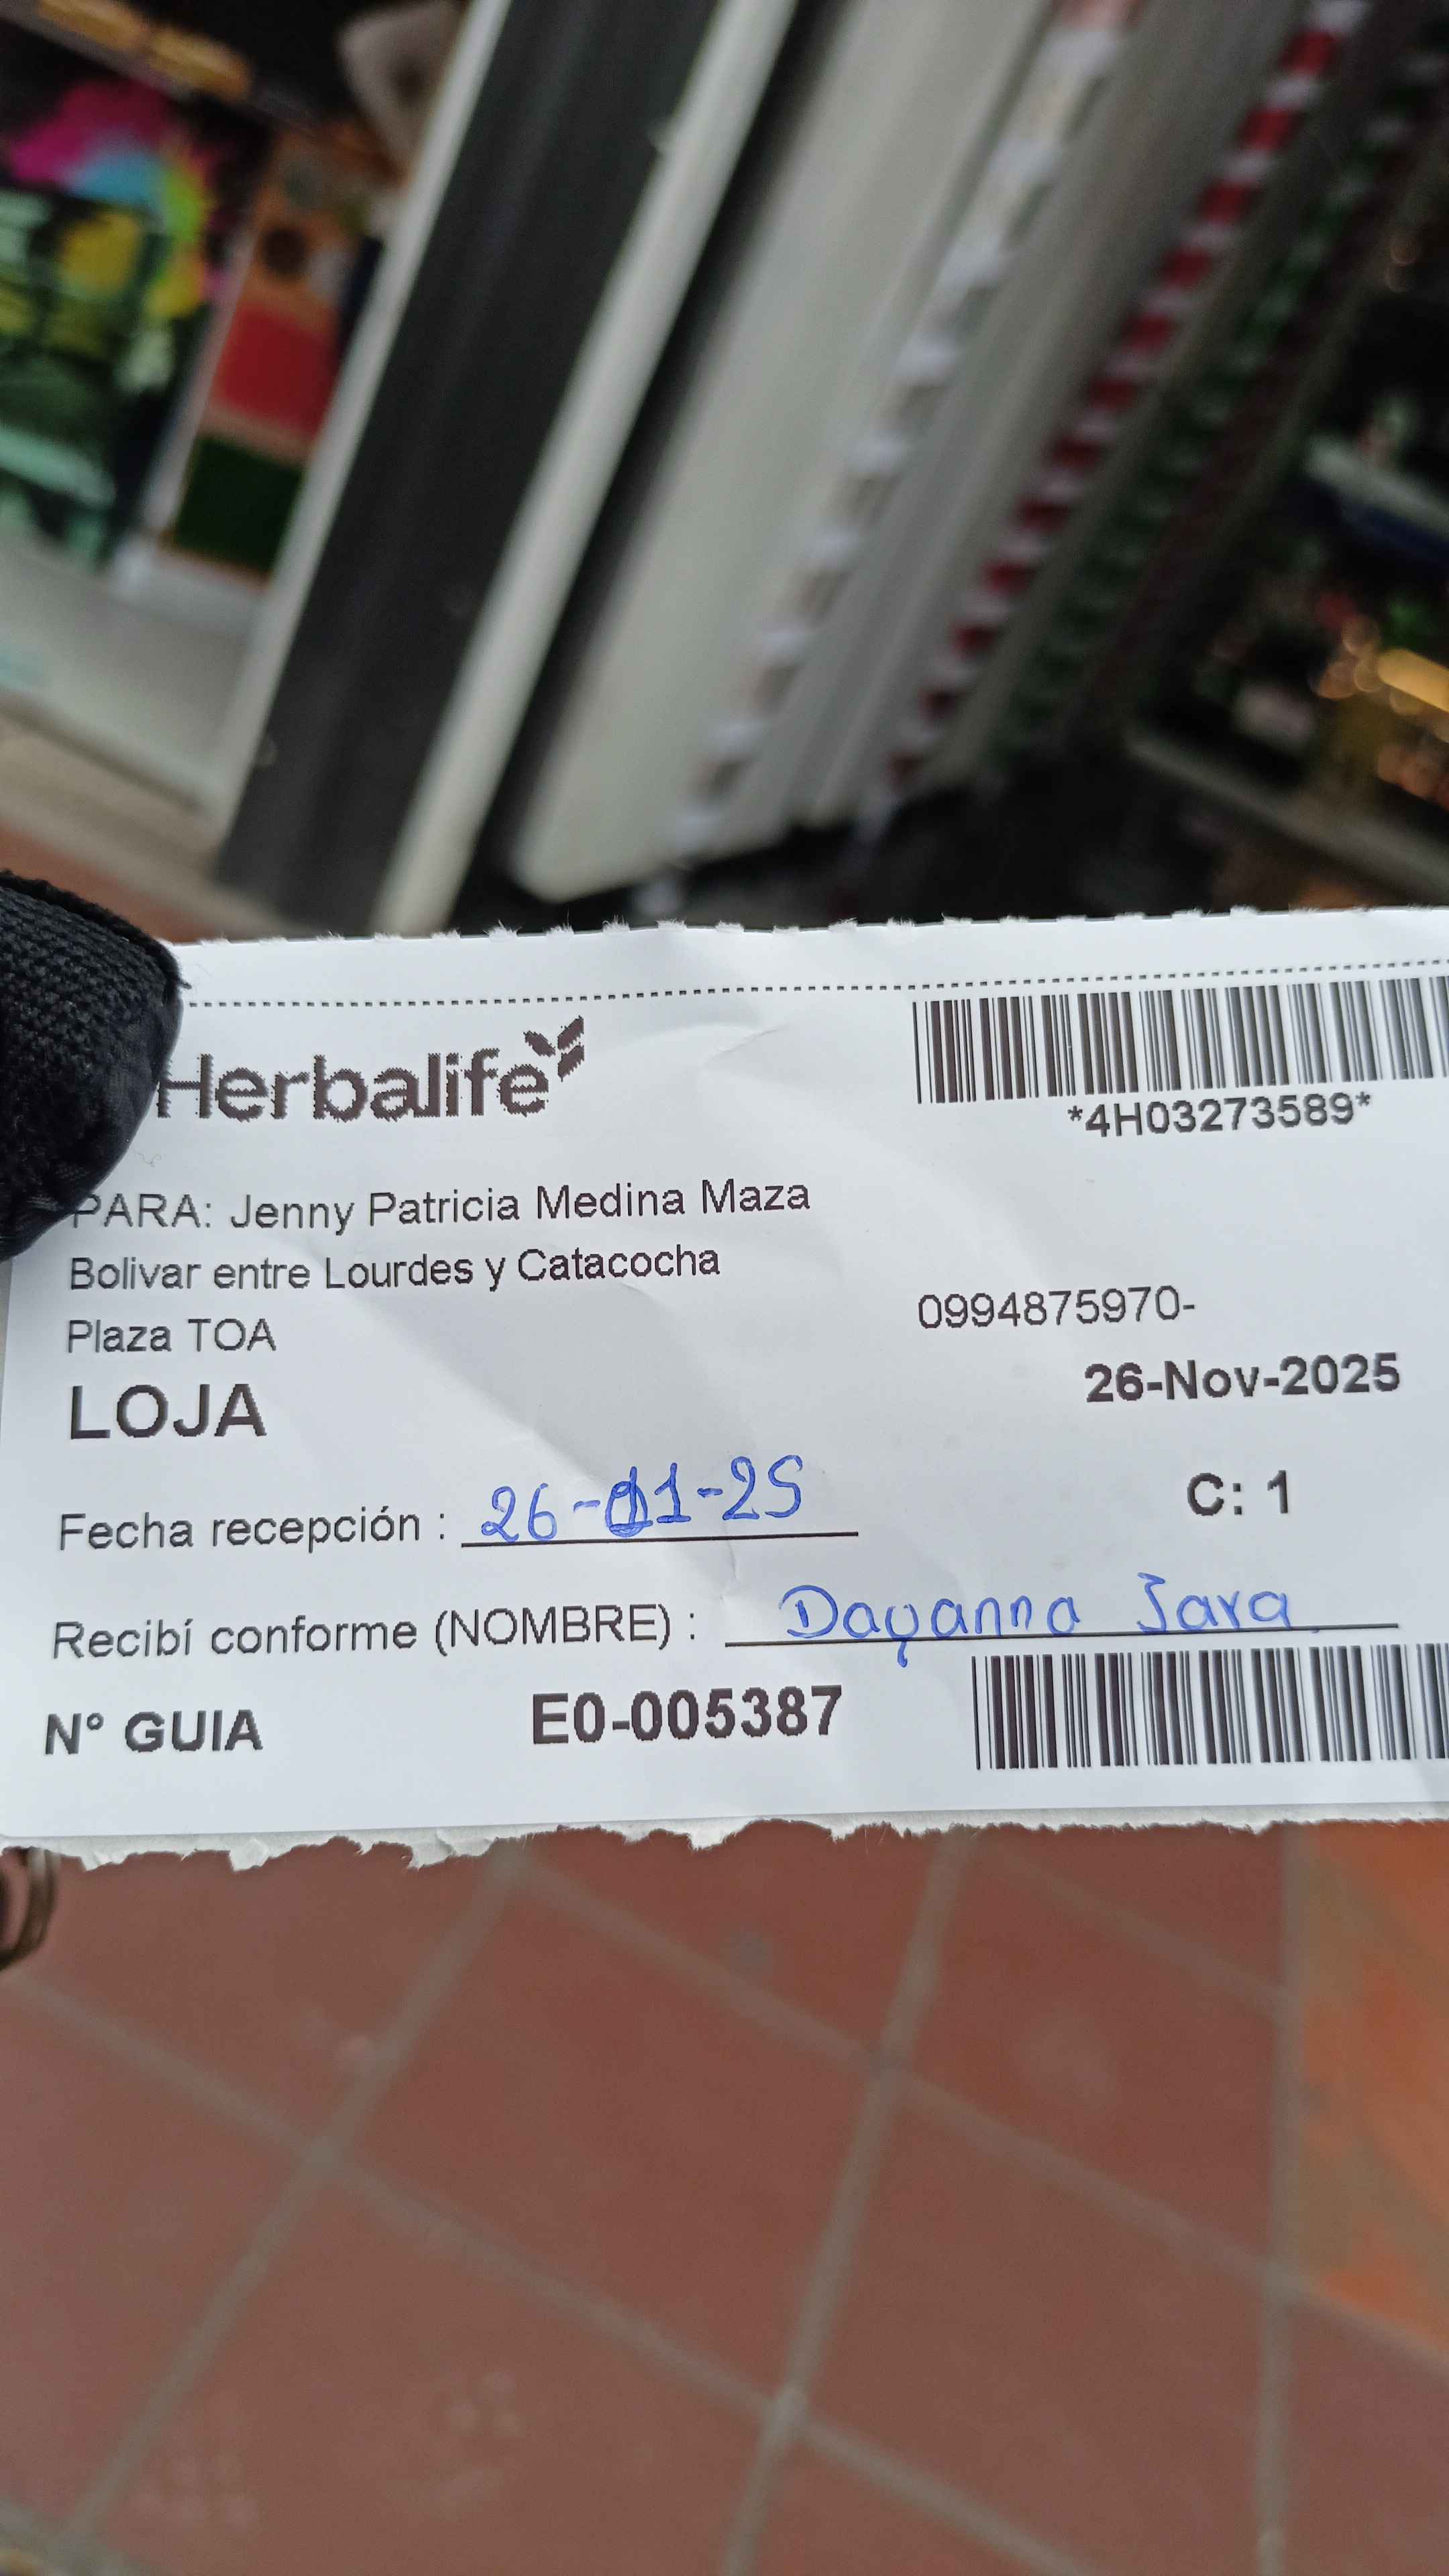 Herbalife
*4H03273589*
PARA: Jenny Patricia Medina Maza
Bolivar entre Lourdes y Catacocha
Plaza TOA
0994875970-
LOJA
26-Nov-2025
Fecha recepción : 26-11-25
C: 1
Recibí conforme (NOMBRE) : Dayanna Jara
N° GUIA E0-005387